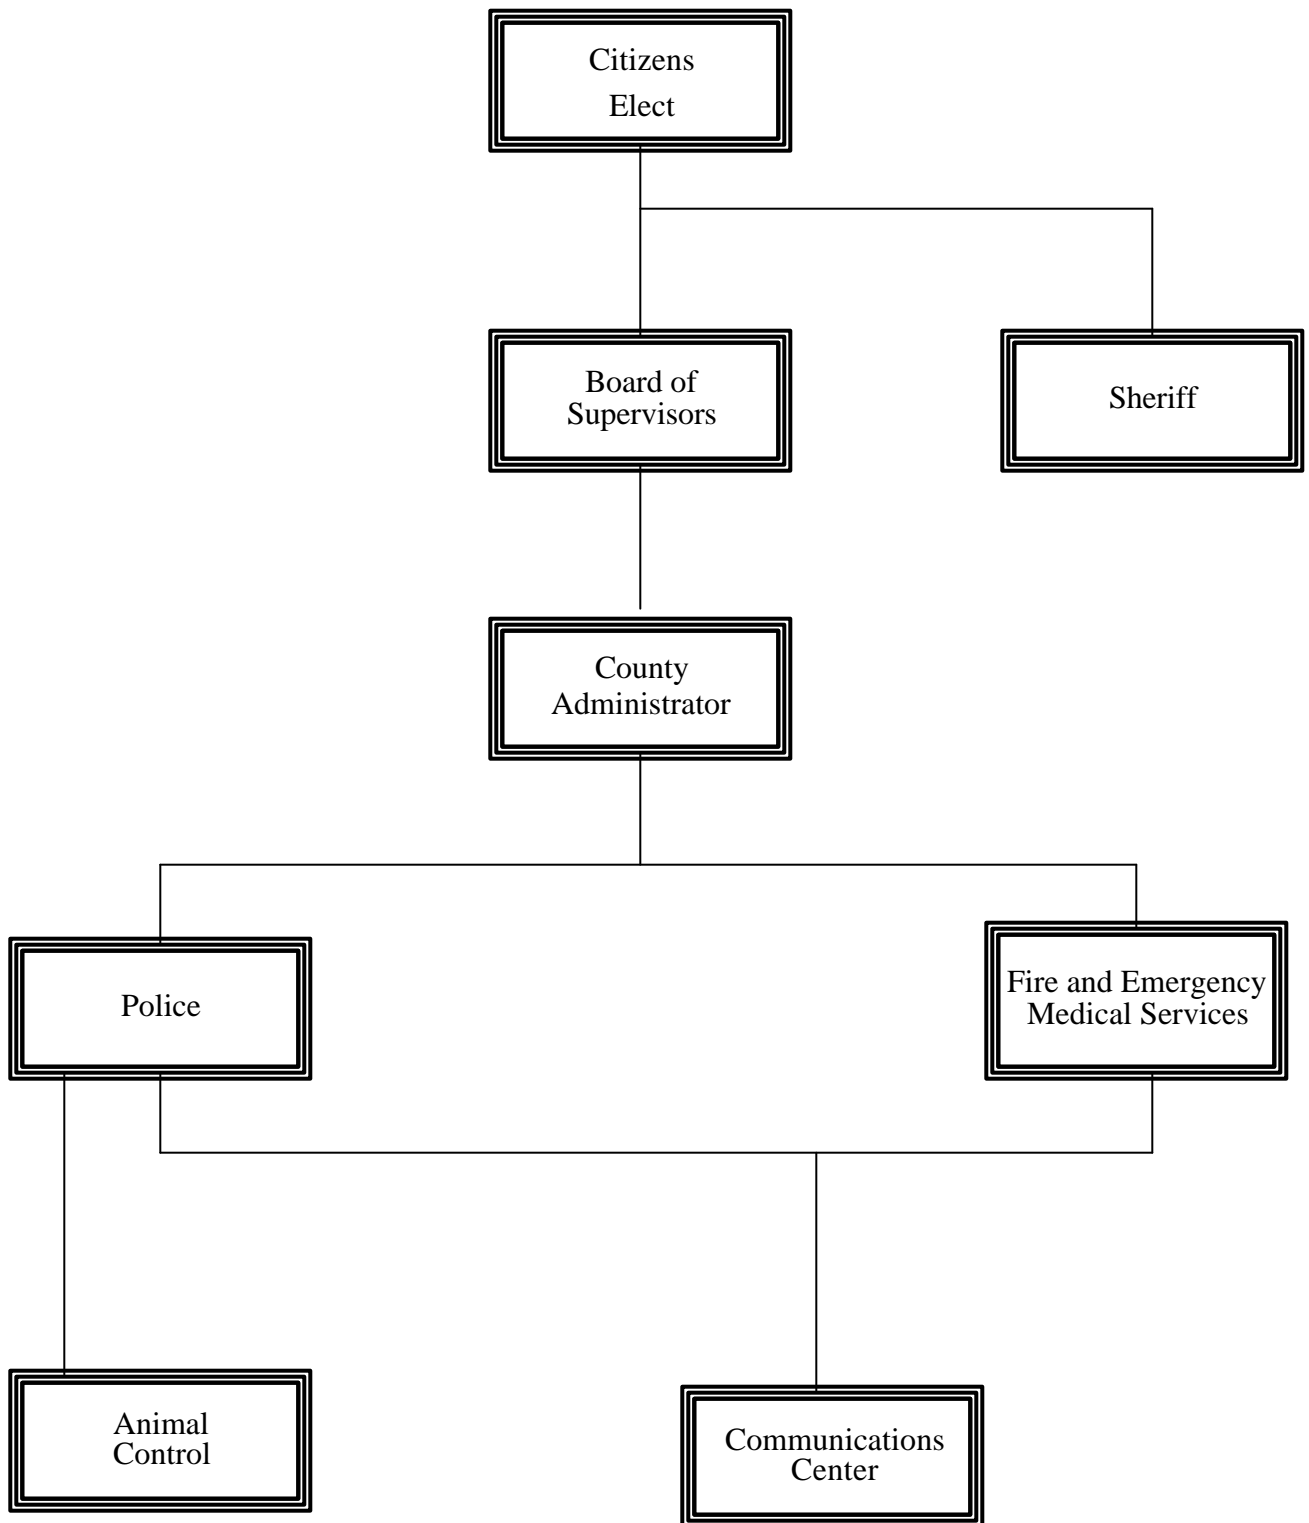 Citizens
Elect
Board of
Supervisors
Sheriff
County
Administrator
Police
Fire and Emergency
Medical Services
Animal
Control
Communications
Center